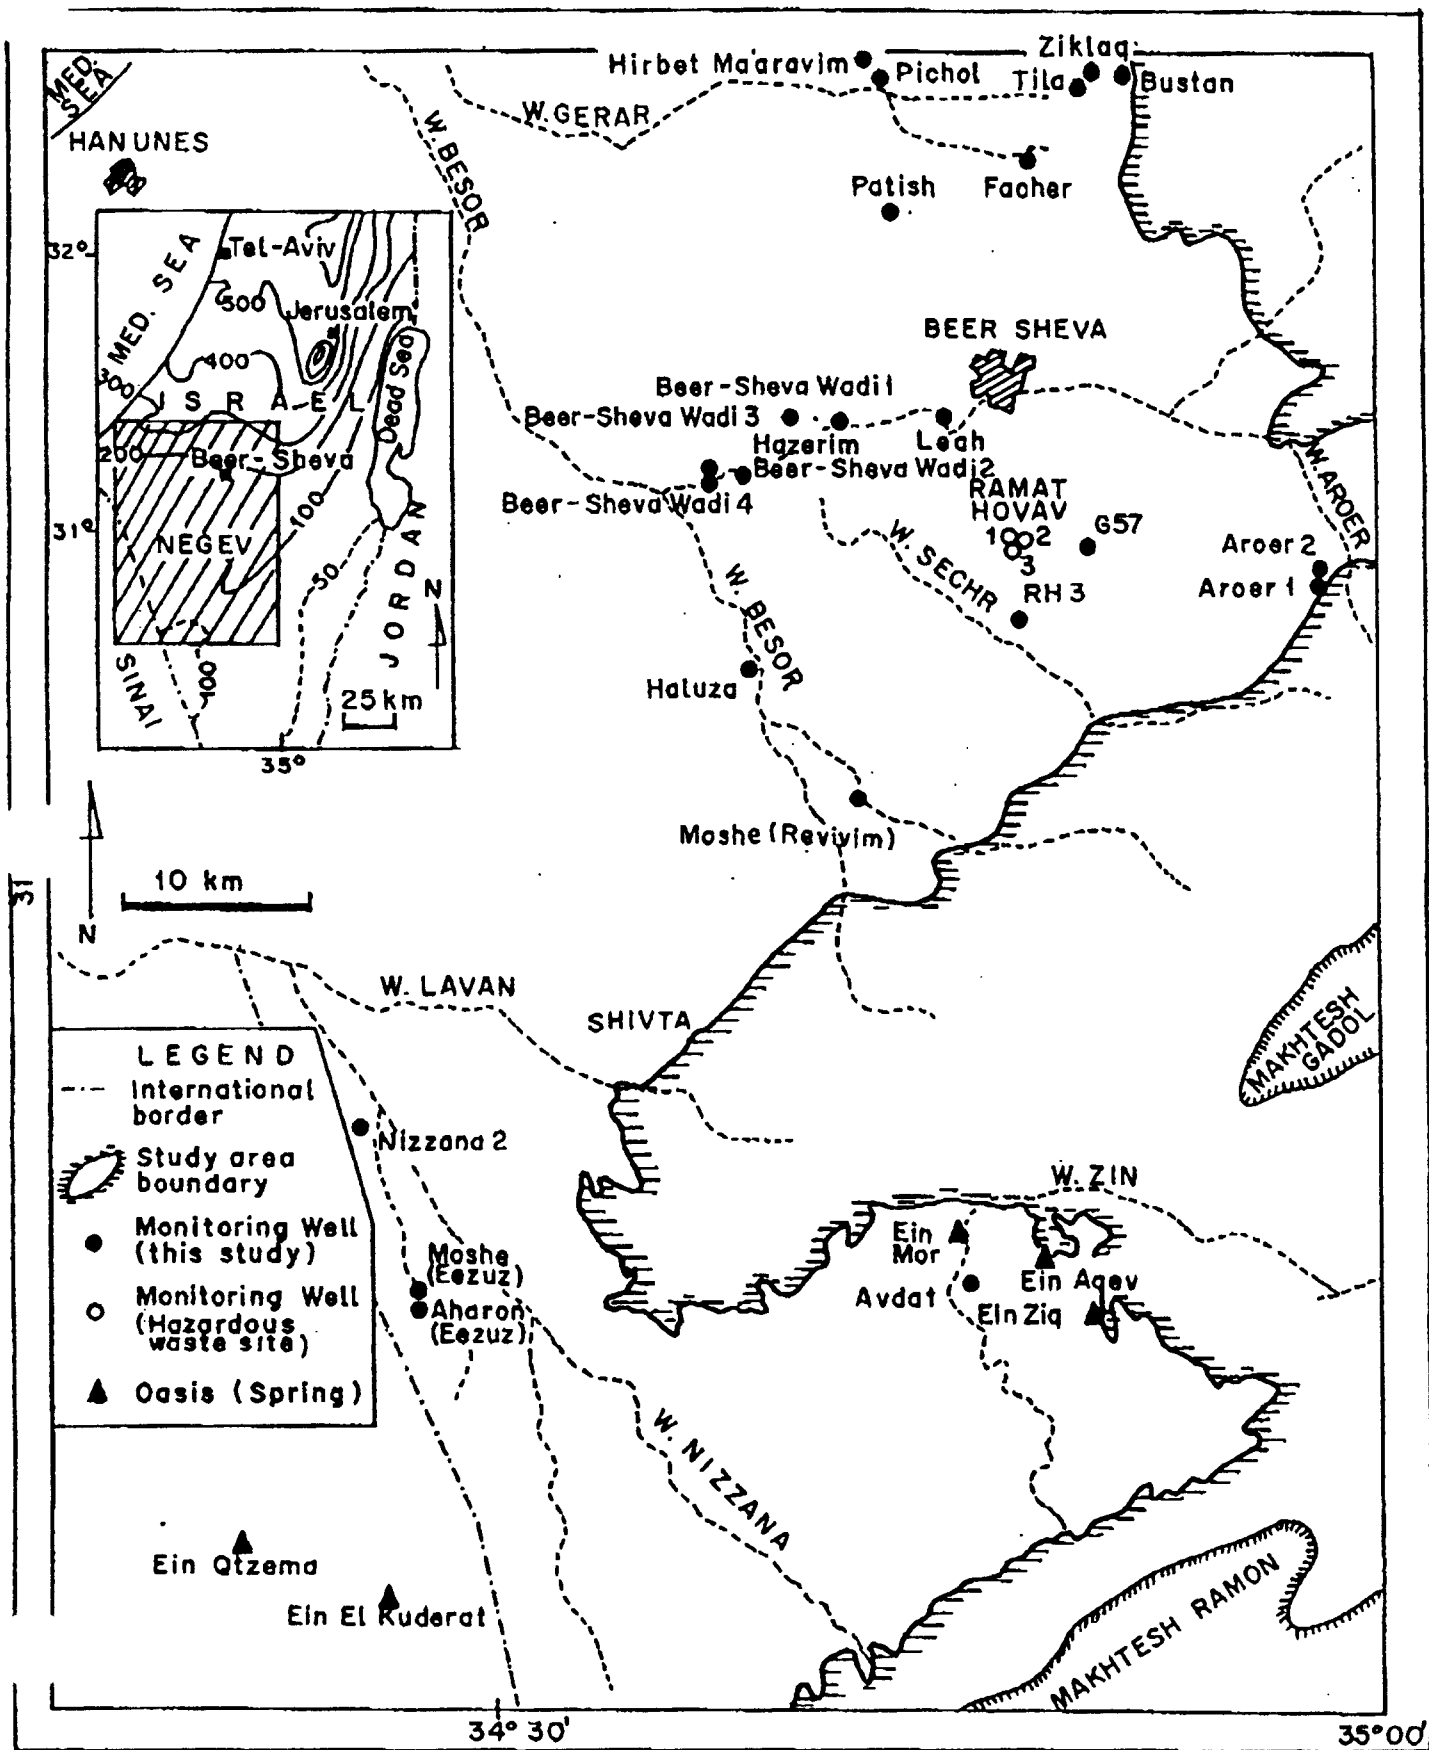 MED.
SEA
HAN UNES
Hirbet Ma'aravim
Pichol
Ziklag
Tila
Bustan
W. GERAR
W. BESOR
Patish
Facher
32°
MED. SEA
Tel-Aviv
500
Jerusalem
400
300
I S R A E L
Dead Sea
200
Beer-Sheva
31°
100
NEGEV
50
JORDAN
N
SINAI
100
25 km
35°
BEER SHEVA
Beer-Sheva Wadi 1
Beer-Sheva Wadi 3
Hazerim
Leah
Beer-Sheva Wadi 2
Beer-Sheva Wadi 4
RAMAT
HOVAV
1
2
3
G57
W. AROER
Aroer 2
Aroer 1
W. SECHR
RH 3
W. BESOR
Haluza
Moshe (Revivim)
31
10 km
N
W. LAVAN
SHIVTA
MAKHTESH
GADOL
LEGEND
International
border
Study area
boundary
Monitoring Well
(this study)
Monitoring Well
(Hazardous
waste site)
Oasis (Spring)
Nizzana 2
Moshe
(Eezuz)
Aharon
(Eezuz)
W. ZIN
Ein
Mor
Ein Aqev
Avdat
Ein Ziq
W. NIZZANA
Ein Qtzema
Ein El Kuderat
MAKHTESH RAMON
34° 30'
35° 00'